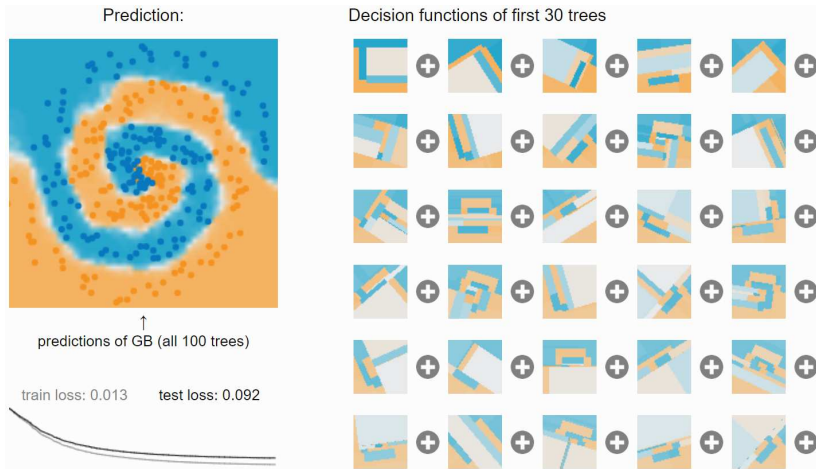 Prediction:
Decision functions of first 30 trees
↑
predictions of GB (all 100 trees)
train loss: 0.013 test loss: 0.092